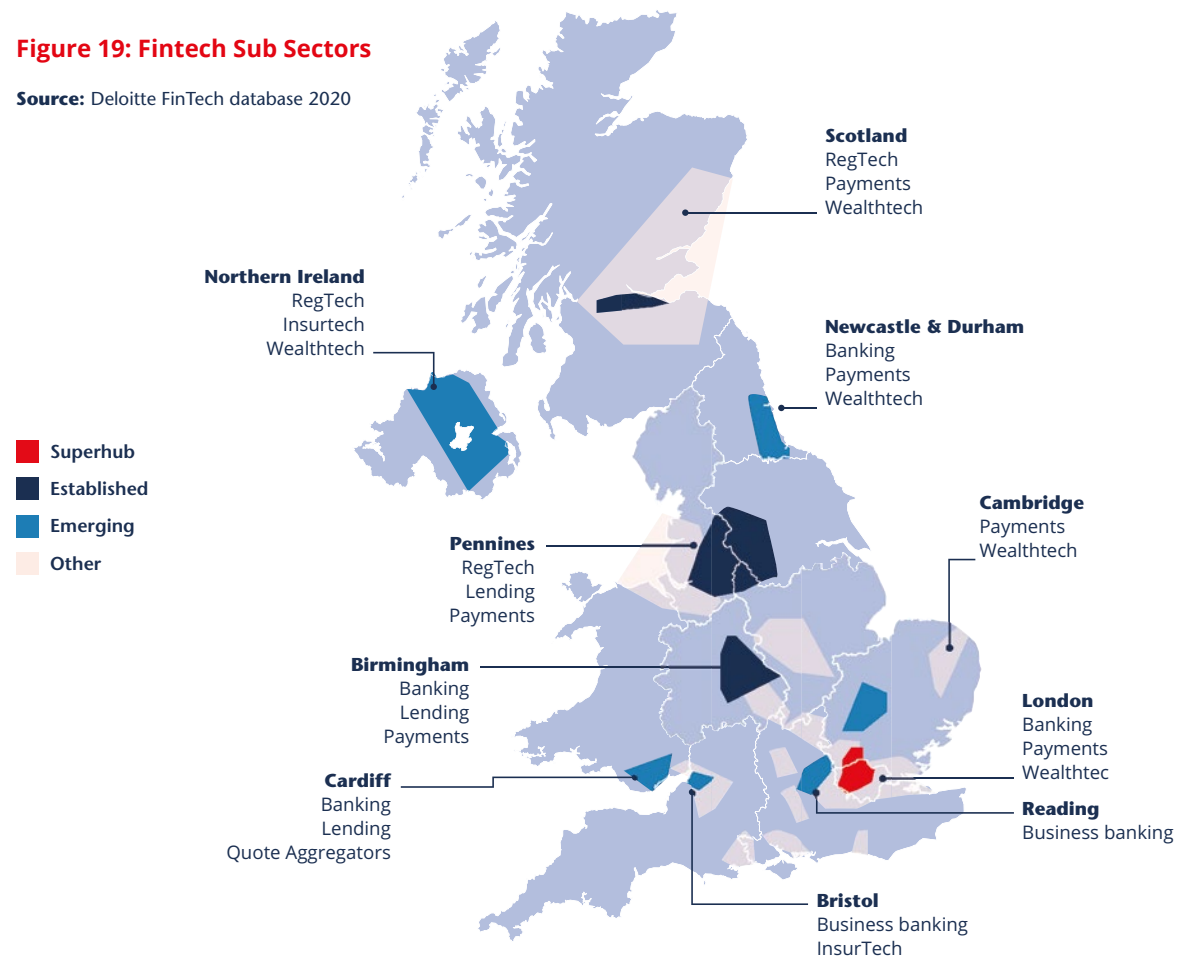 Figure 19: Fintech Sub Sectors
Source: Deloitte FinTech database 2020
Scotland
RegTech
Payments
Wealthtech
Northern Ireland
RegTech
Insurtech
Wealthtech
Newcastle & Durham
Banking
Payments
Wealthtech
Superhub
Established
Emerging
Other
Cambridge
Payments
Wealthtech
Pennines
RegTech
Lending
Payments
Birmingham
Banking
Lending
Payments
London
Banking
Payments
Wealthtec
Cardiff
Banking
Lending
Quote Aggregators
Reading
Business banking
Bristol
Business banking
InsurTech